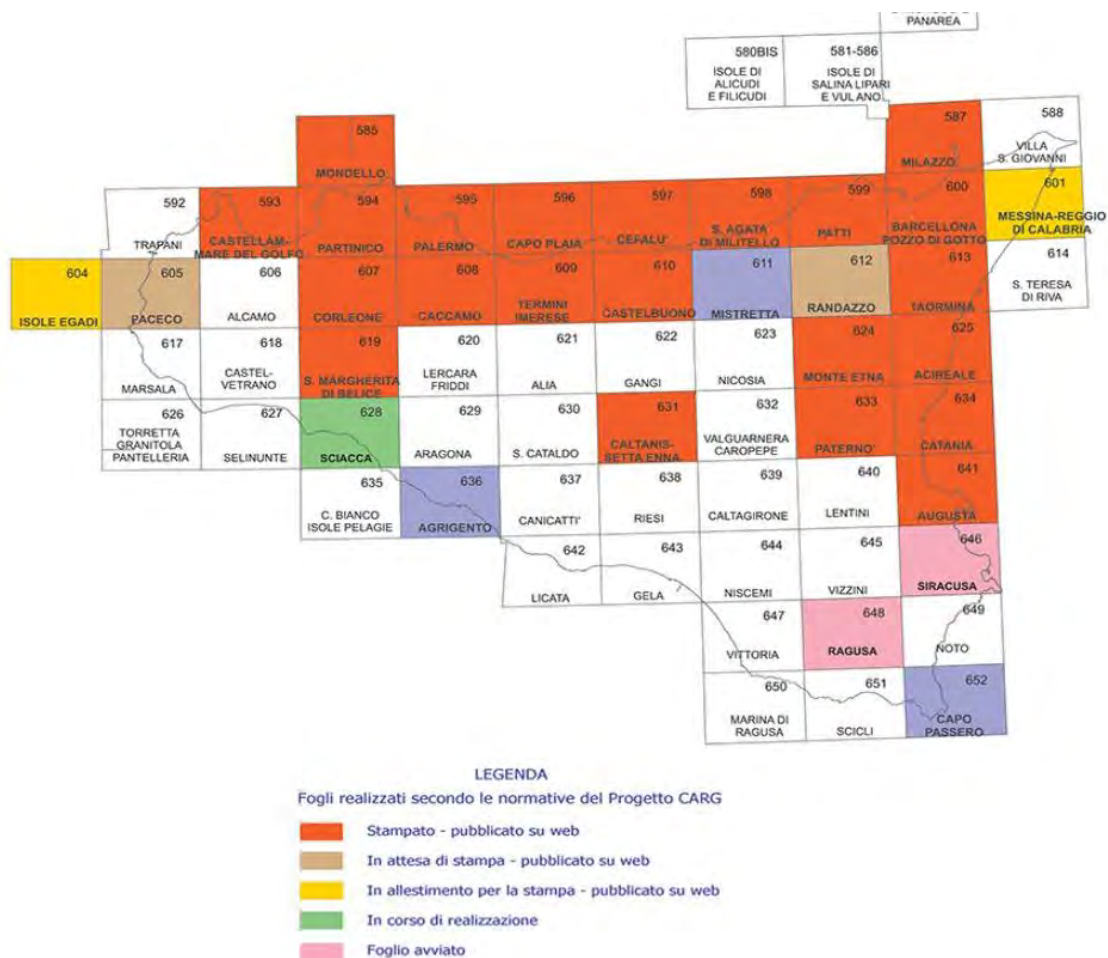 PANAREA
580BIS
ISOLE DI
ALICUDI
E FILICUDI
581-586
ISOLE DI
SALINA LIPARI
E VULANO
585
MONDELLO
587
MILAZZO
588
VILLA
S. GIOVANNI
592
TRAPANI
593
CASTELLAM-
MARE DEL GOLFO
594
PARTINICO
595
PALERMO
596
CAPO PLAIA
597
CEFALU'
598
S. AGATA
DI MILITELLO
599
PATTI
600
BARCELLONA
POZZO DI GOTTO
601
MESSINA-REGGIO
DI CALABRIA
604
ISOLE EGADI
605
PACECO
606
ALCAMO
607
CORLEONE
608
CACCAMO
609
TERMINI
IMERESE
610
CASTELBUONO
611
MISTRETTA
612
RANDAZZO
613
TAORMINA
614
S. TERESA
DI RIVA
617
MARSALA
618
CASTEL-
VETRANO
619
S. MARGHERITA
DI BELICE
620
LERCARA
FRIDDI
621
ALIA
622
GANGI
623
NICOSIA
624
MONTE ETNA
625
ACIREALE
626
TORRETTA
GRANITOLA
PANTELLERIA
627
SELINUNTE
628
SCIACCA
629
ARAGONA
630
S. CATALDO
631
CALTANIS-
SETTA ENNA
632
VALGUARNERA
CAROPEPE
633
PATERNO'
634
CATANIA
635
C. BIANCO
ISOLE PELAGIE
636
AGRIGENTO
637
CANICATTI'
638
RIESI
639
CALTAGIRONE
640
LENTINI
641
AUGUSTA
642
LICATA
643
GELA
644
NISCEMI
645
VIZZINI
646
SIRACUSA
647
VITTORIA
648
RAGUSA
649
NOTO
650
MARINA DI
RAGUSA
651
SCICLI
652
CAPO
PASSERO
LEGENDA
Fogli realizzati secondo le normative del Progetto CARG
Stampato - pubblicato su web
In attesa di stampa - pubblicato su web
In allestimento per la stampa - pubblicato su web
In corso di realizzazione
Foglio avviato